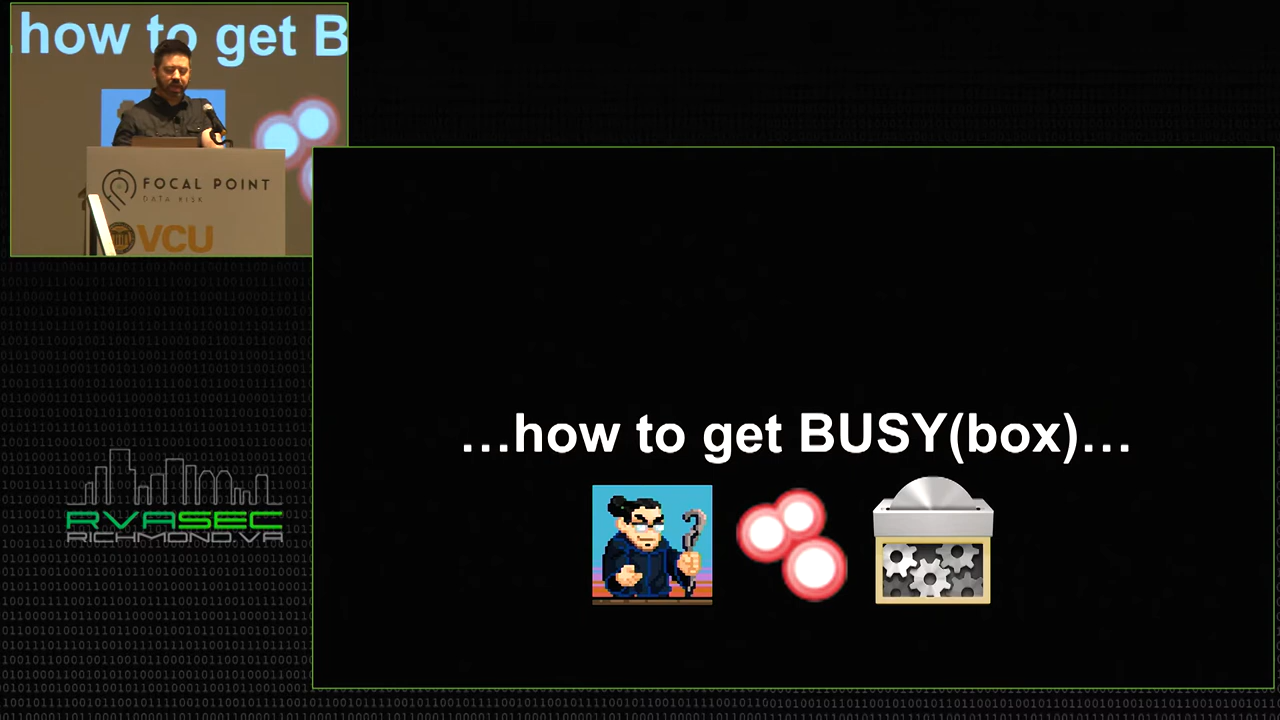 how to get B
FOCAL POINT
DATA RISK
VCU
…how to get BUSY(box)…
RVASEC
RICHMOND.VA